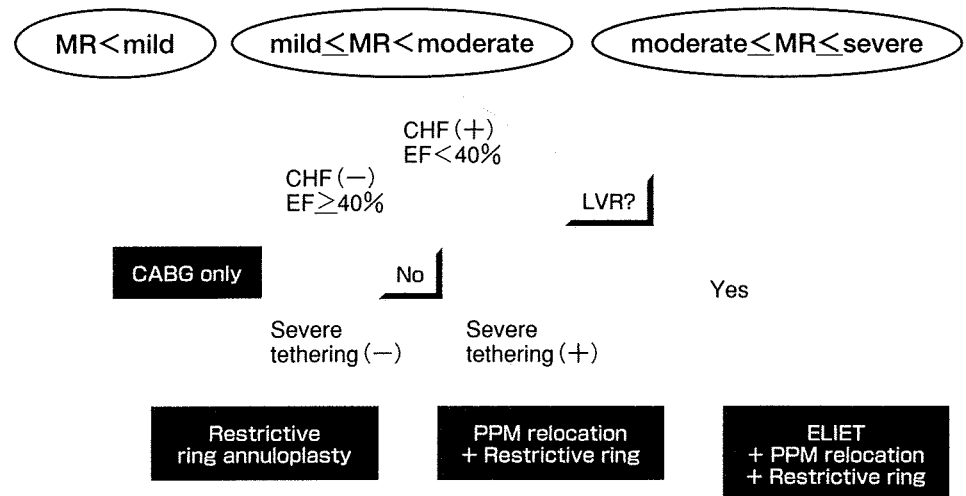 MR<mild
mild≤MR<moderate
moderate≤MR≤severe
CHF(+)
EF<40%
CHF(−)
EF≥40%
LVR?
CABG only
No
Yes
Severe
tethering(−)
Severe
tethering(+)
Restrictive
ring annuloplasty
PPM relocation
+ Restrictive ring
ELIET
+ PPM relocation
+ Restrictive ring